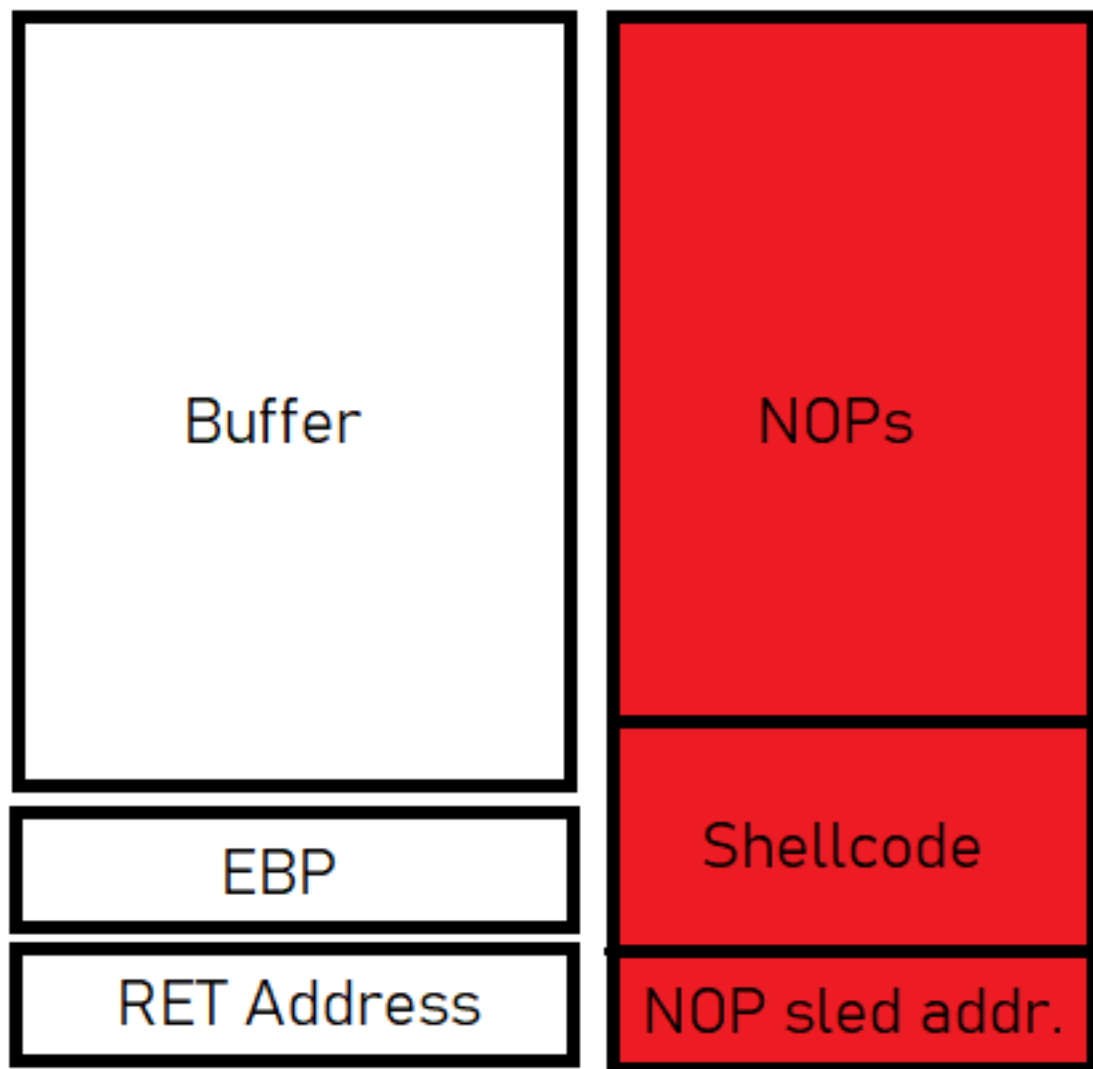 Buffer
NOPs
EBP
Shellcode
RET Address
NOP sled addr.